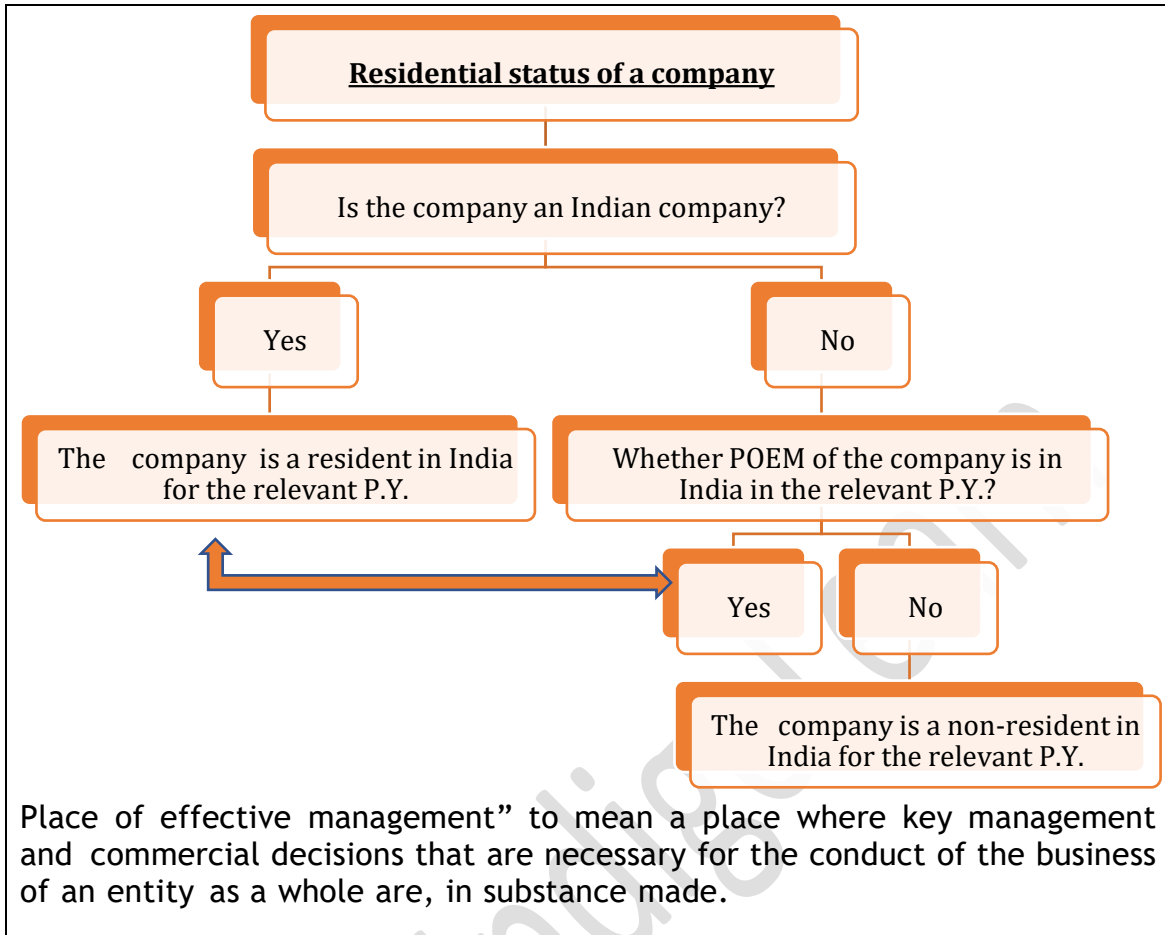 Residential status of a company
Is the company an Indian company?
Yes
No
The company is a resident in India
for the relevant P.Y.
Whether POEM of the company is in
India in the relevant P.Y.?
Yes
No
The company is a non-resident in
India for the relevant P.Y.
Place of effective management” to mean a place where key management
and commercial decisions that are necessary for the conduct of the business
of an entity as a whole are, in substance made.